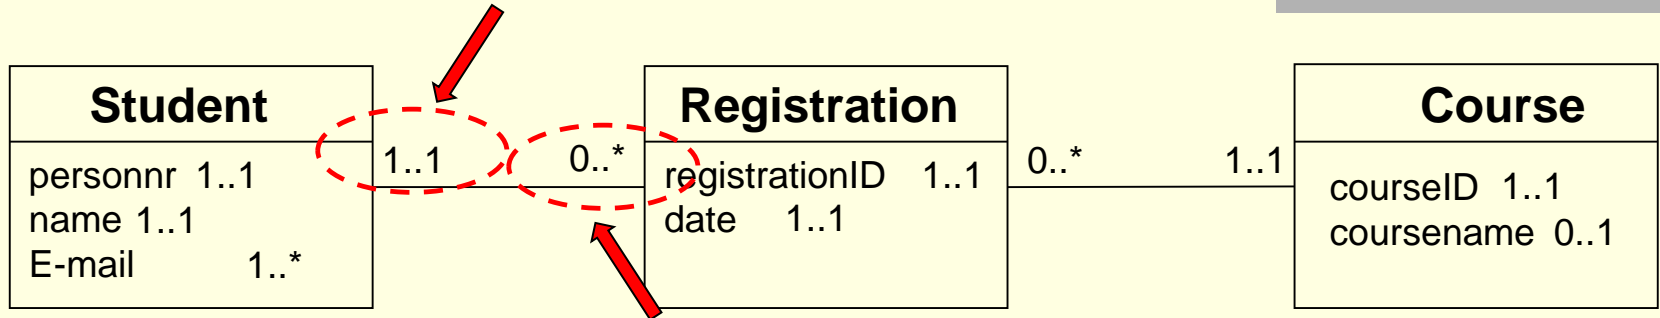 Student
personnr 1..1
name 1..1
E-mail 1..*
1..1 0..*
Registration
registrationID 1..1
date 1..1
0..* 1..1
Course
courseID 1..1
coursename 0..1